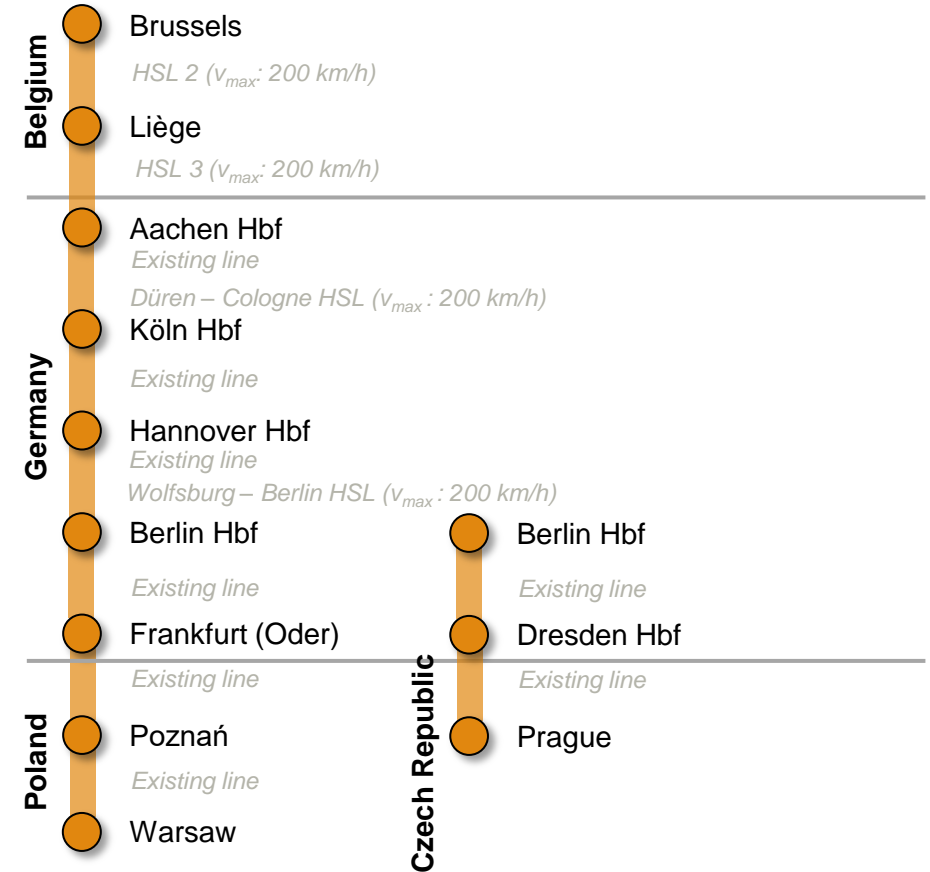 Belgium
Brussels
HSL 2 (vmax: 200 km/h)
Liège
HSL 3 (vmax: 200 km/h)
Germany
Aachen Hbf
Existing line
Düren – Cologne HSL (vmax : 200 km/h)
Köln Hbf
Existing line
Hannover Hbf
Existing line
Wolfsburg – Berlin HSL (vmax : 200 km/h)
Berlin Hbf
Existing line
Frankfurt (Oder)
Poland
Existing line
Poznań
Existing line
Warsaw
Berlin Hbf
Existing line
Dresden Hbf
Czech Republic
Existing line
Prague